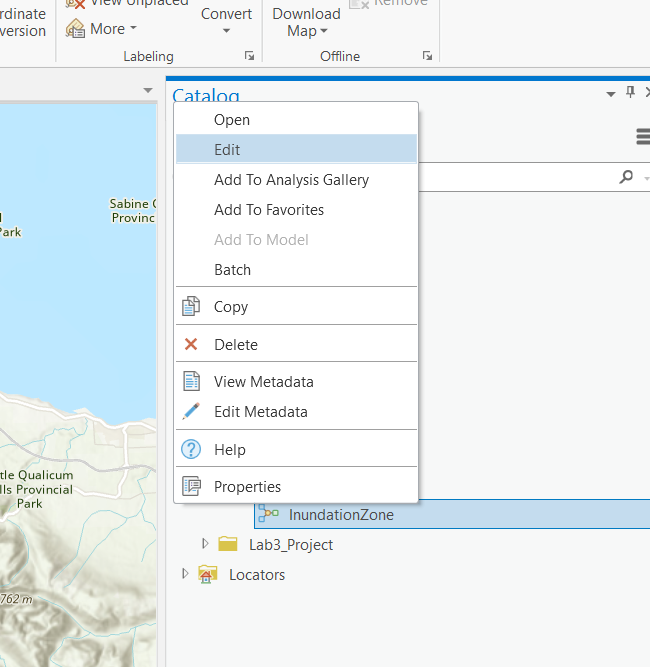 rdinate
version
View Unplaced
More
Labeling
Convert
Download
Map
Remove
Offline
Catalog
Open
Edit
Add To Analysis Gallery
Add To Favorites
Add To Model
Batch
Copy
Delete
View Metadata
Edit Metadata
Help
Properties
InundationZone
Lab3_Project
Locators
Park
Sabine
Provinc
tle Qualicum
lls Provincial
Park
762 m